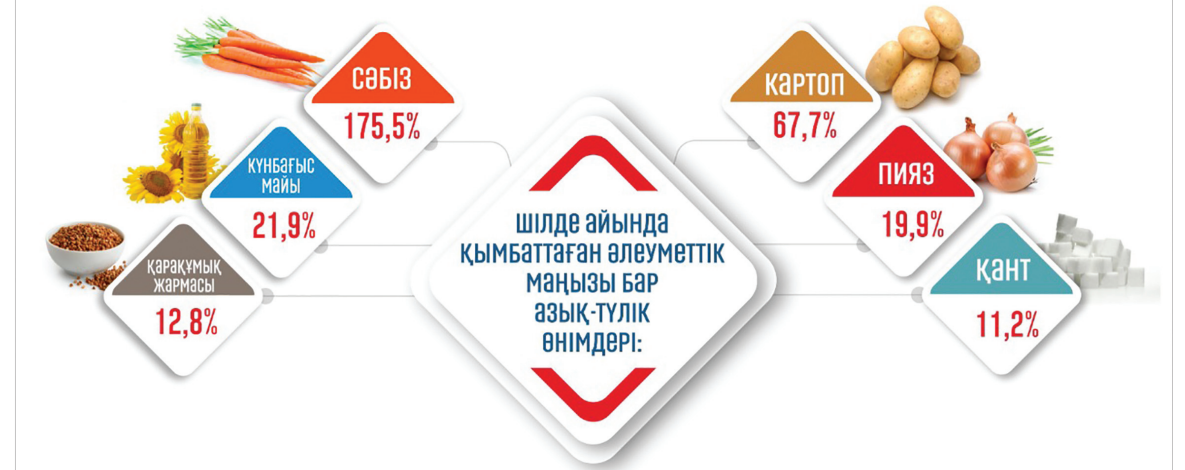 СӘБІЗ
175,5%
КҮНБАҒЫС
МАЙЫ
21,9%
ҚАРАҚҰМЫҚ
ЖАРМАСЫ
12,8%
ШІЛДЕ АЙЫНДА
ҚЫМБАТТАҒАН ӘЛЕУМЕТТІК
МАҢЫЗЫ БАР
АЗЫҚ-ТҮЛІК
ӨНІМДЕРІ:
КАРТОП
67,7%
ПИЯЗ
19,9%
ҚАНТ
11,2%